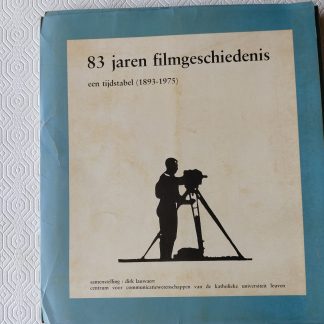 83 jaren filmgeschiedenis
een tijdstabel (1893-1975)
samenstelling : dirk lauwaert
centrum voor communicatiewetenschappen van de katholieke universiteit leuven